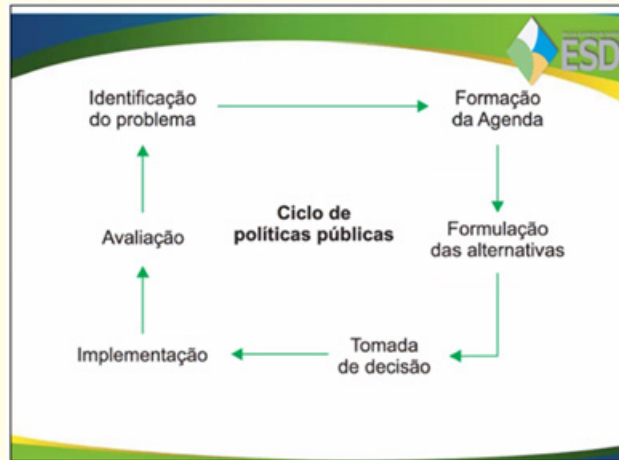 ESD
Identificação
do problema
Formação
da Agenda
Ciclo de
políticas públicas
Avaliação
Formulação
das alternativas
Implementação
Tomada
de decisão